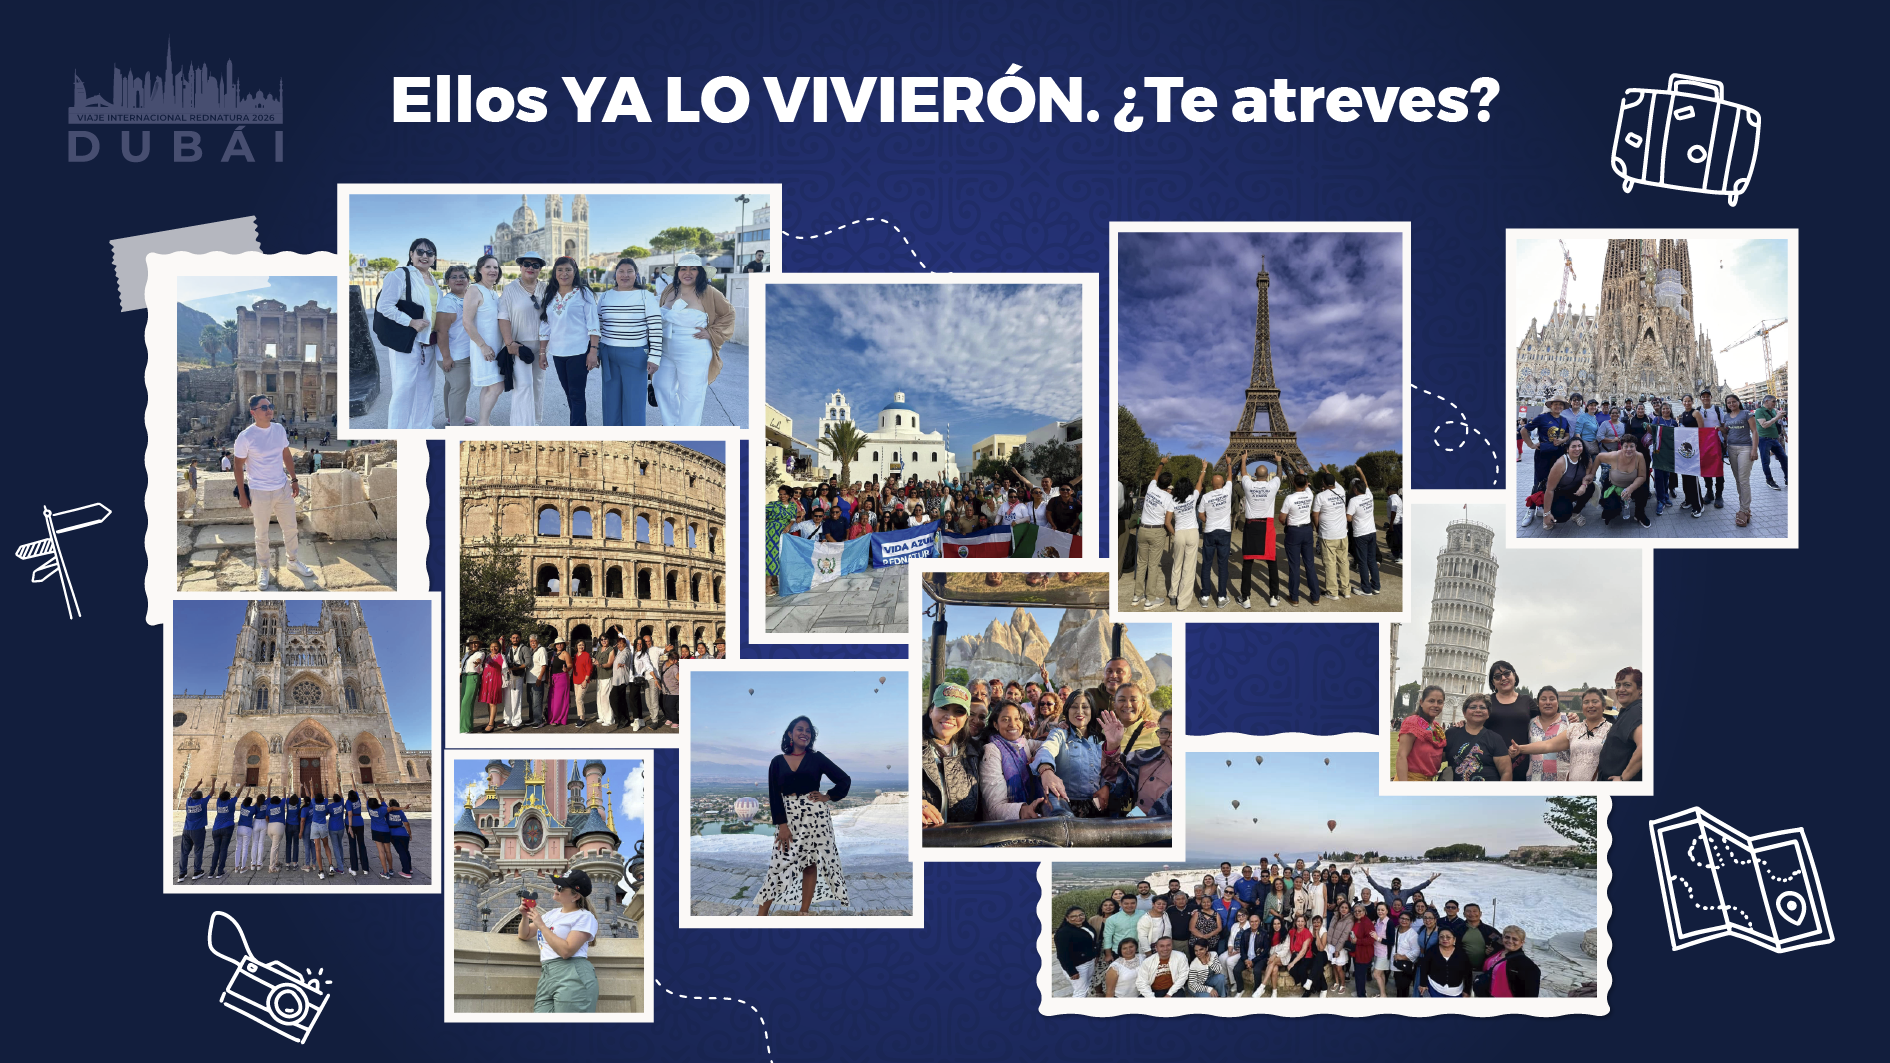 VIAJE INTERNACIONAL REDNATURA 2026
DUBÁI
Ellos YA LO VIVIERÓN. ¿Te atreves?
VIDA AZUL